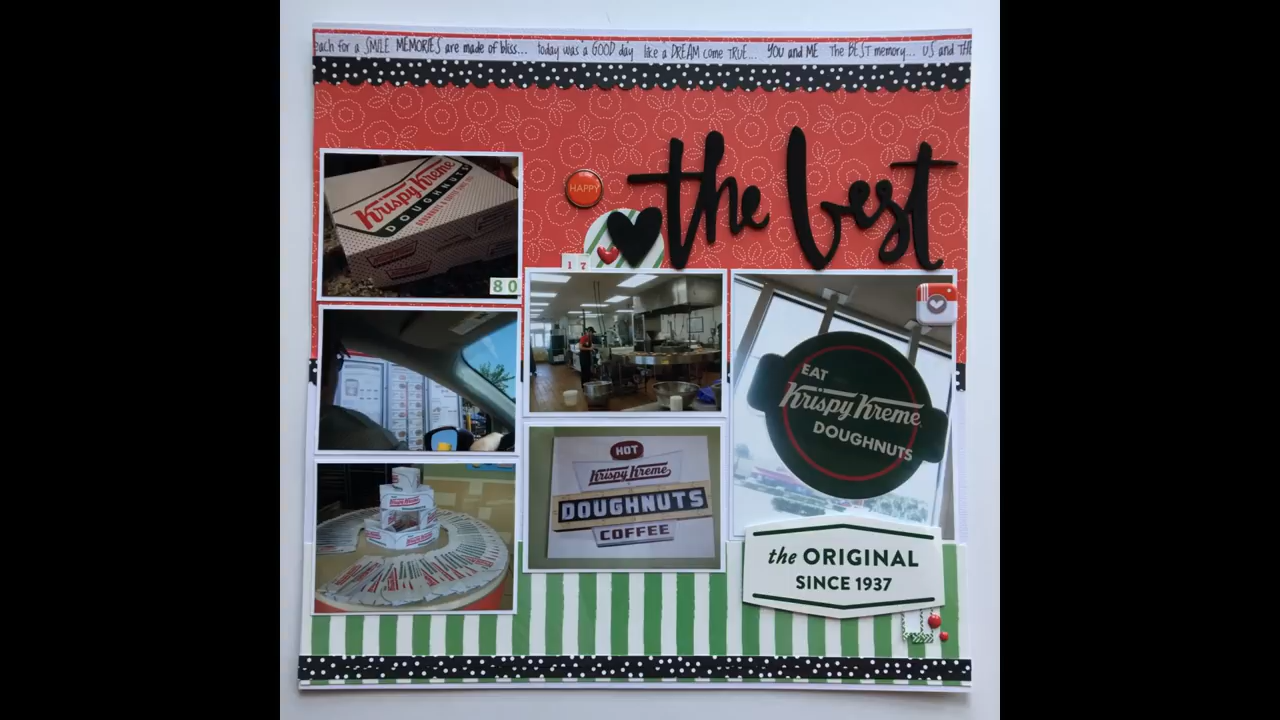 each for a SMILE MEMORIES are made of bliss... today was a GOOD day like a DREAM come TRUE... YOU and ME The BEST memory... US and THE
the best
HAPPY
17
Krispy Kreme
DOUGHNUTS
80
EAT
Krispy Kreme
DOUGHNUTS
HOT
Krispy Kreme
DOUGHNUTS
COFFEE
the ORIGINAL
SINCE 1937